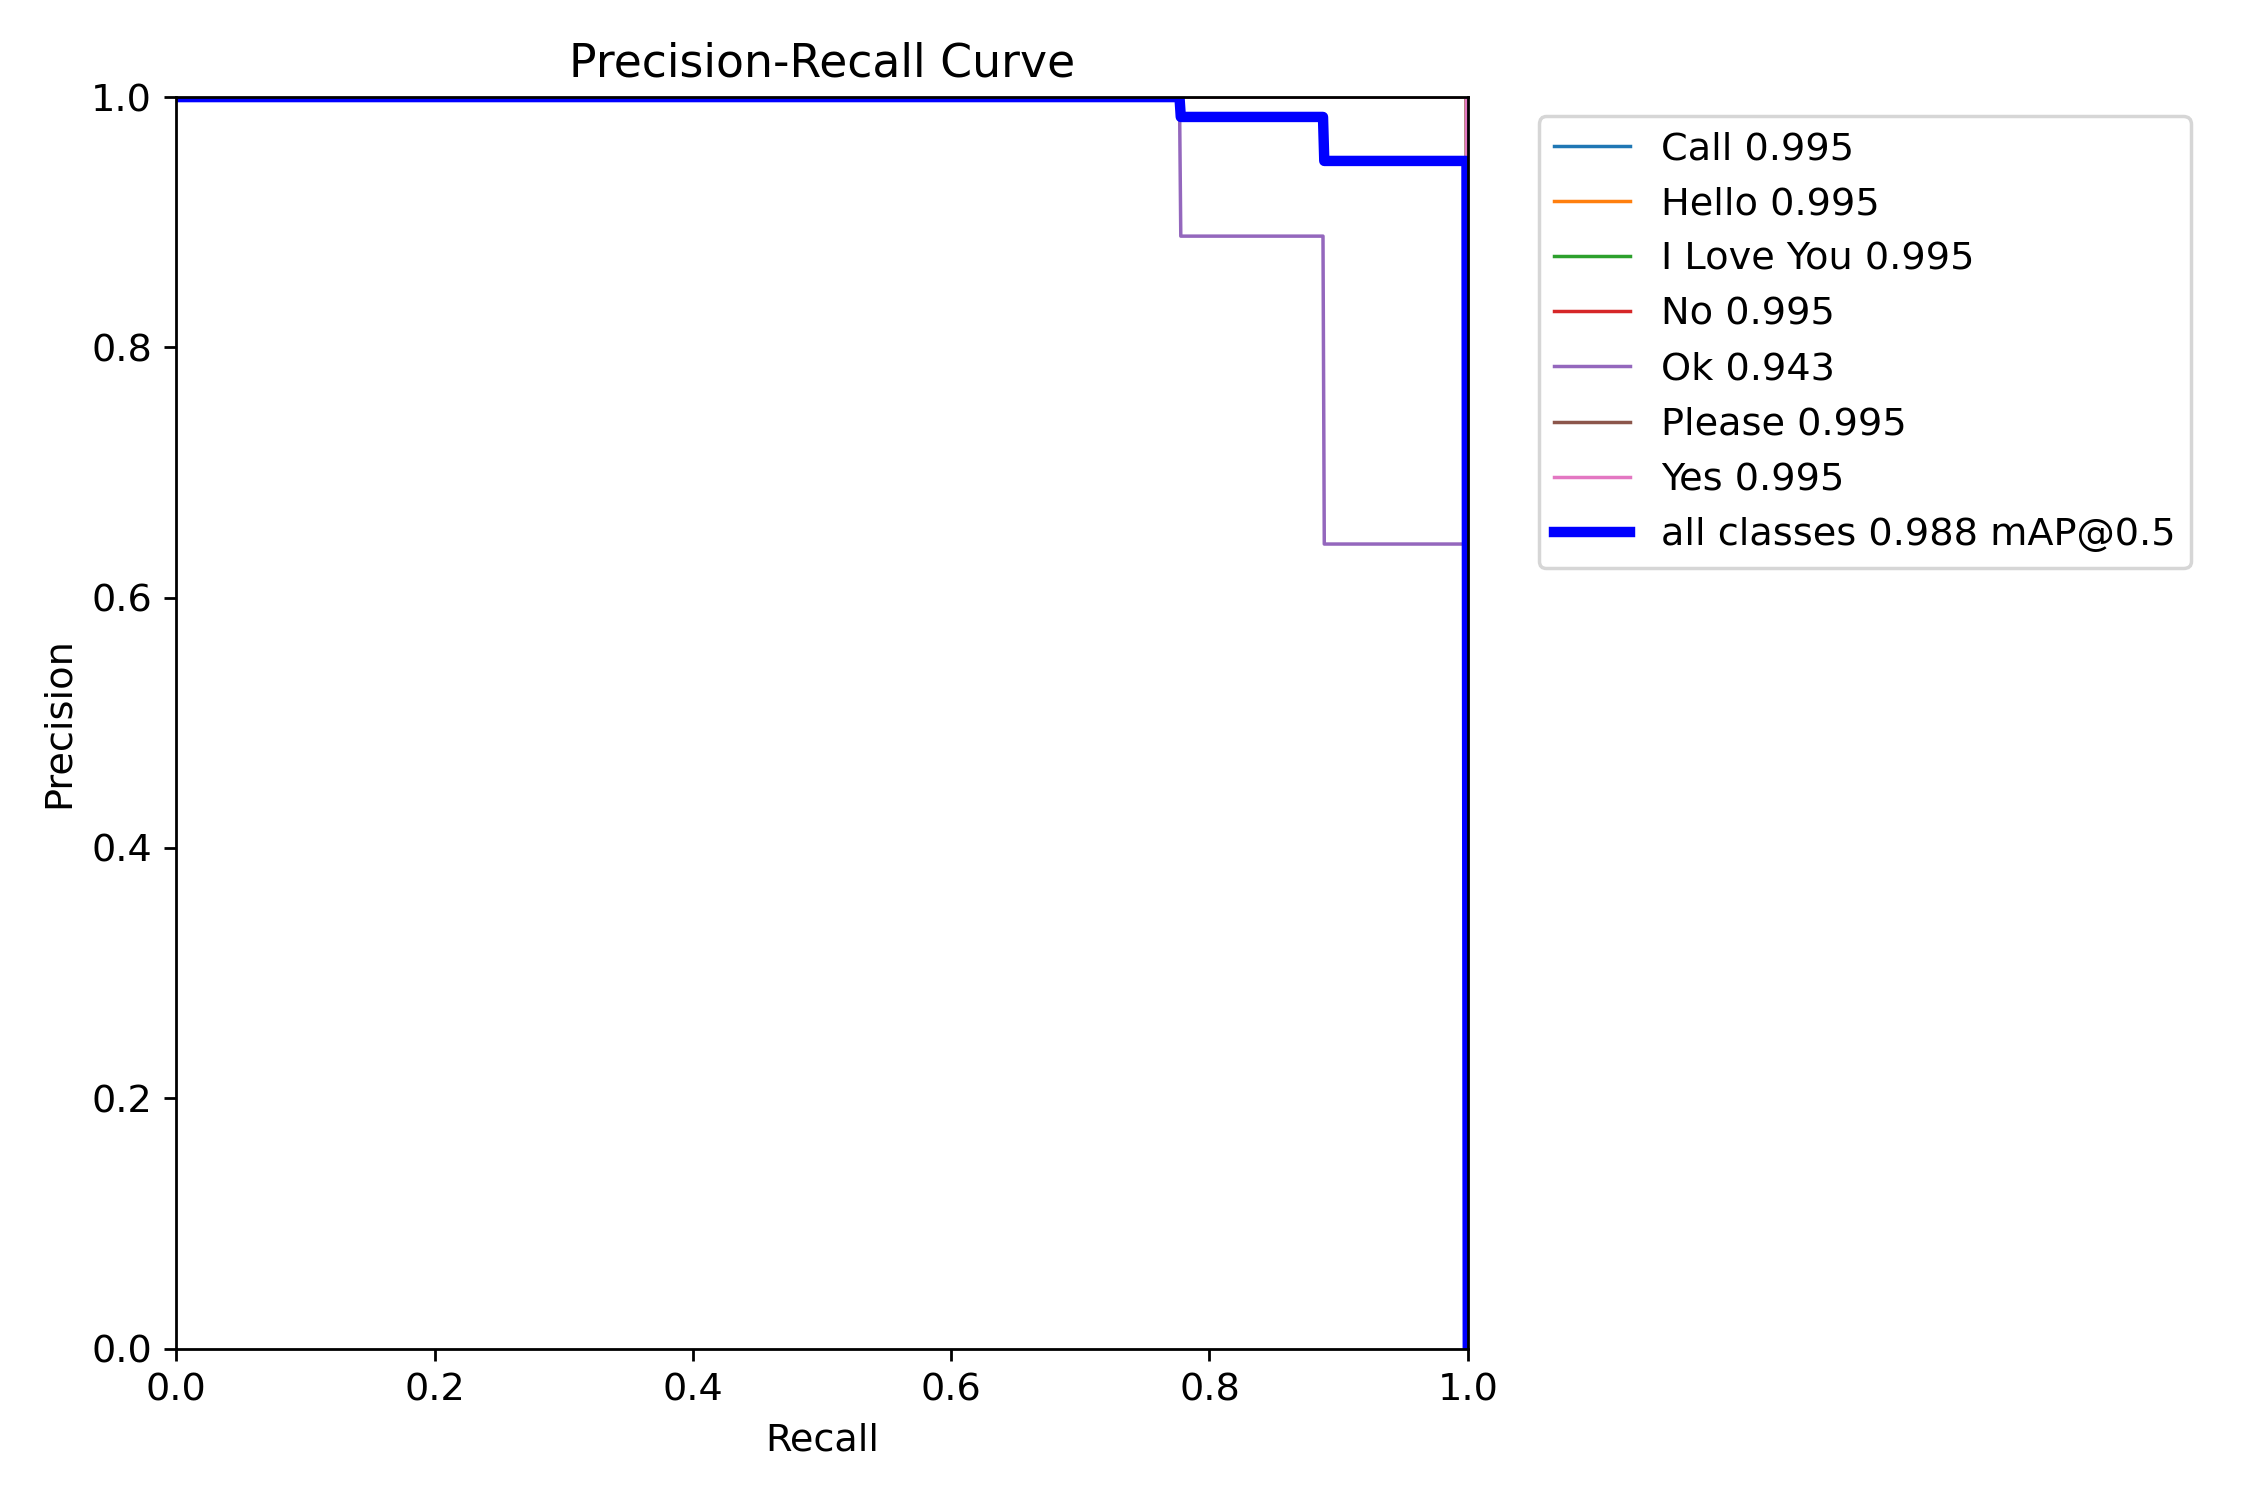 Precision-Recall Curve
1.0
0.8
0.6
0.4
0.2
0.0
Precision
0.0 0.2 0.4 0.6 0.8 1.0
Recall
Call 0.995
Hello 0.995
I Love You 0.995
No 0.995
Ok 0.943
Please 0.995
Yes 0.995
all classes 0.988 mAP@0.5